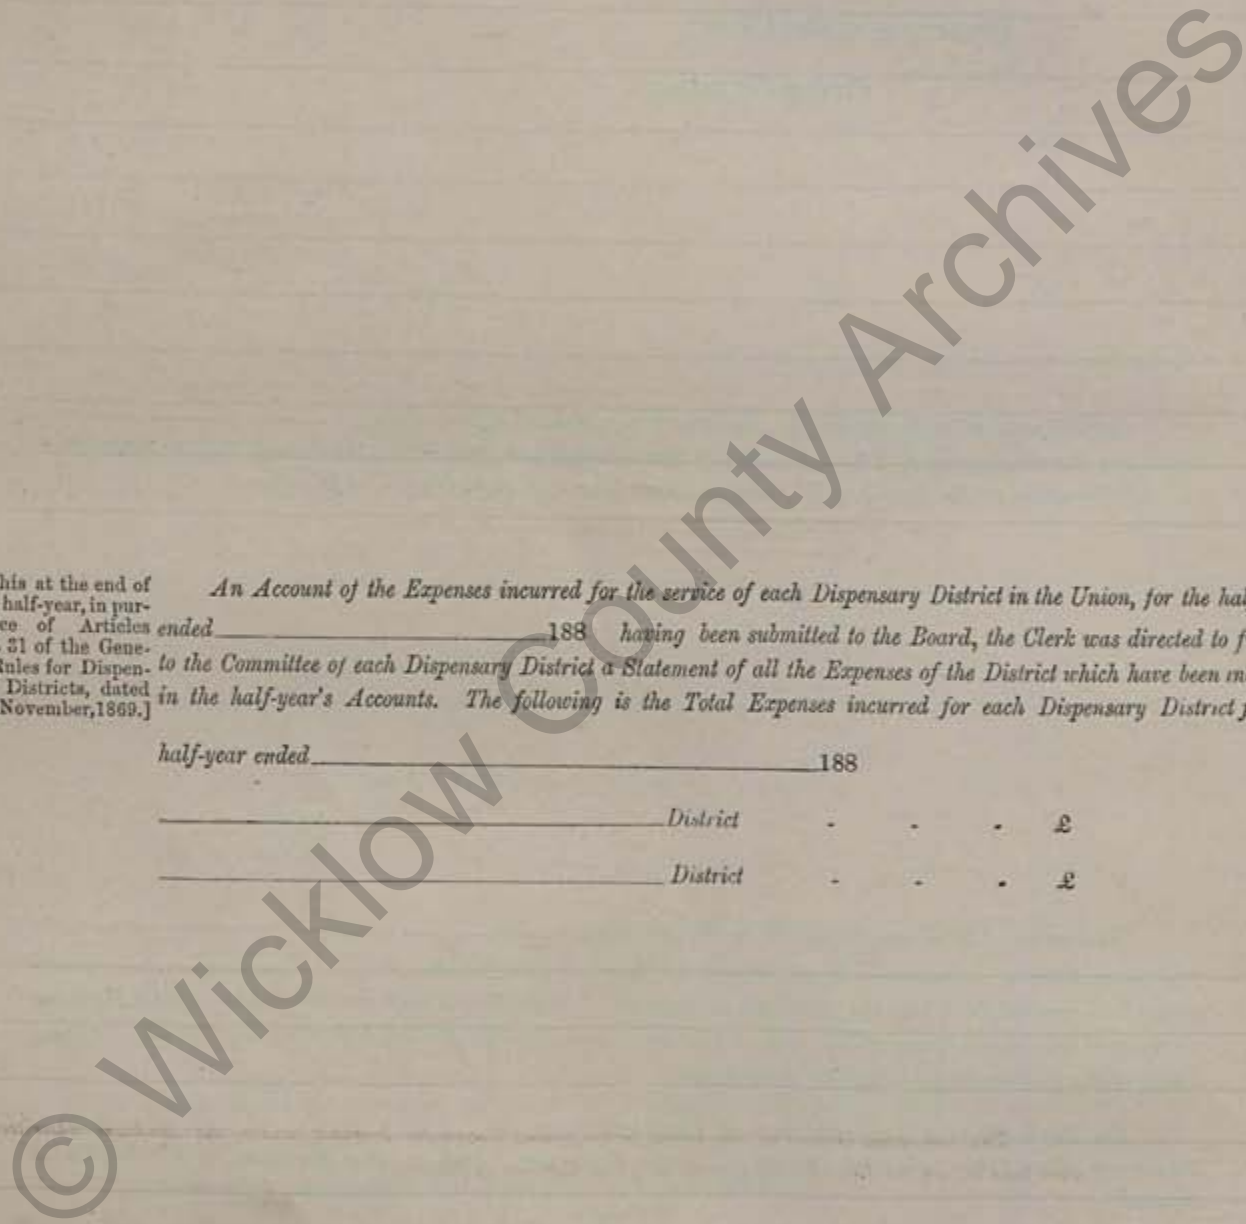 his at the end of
half-year, in pur-
ce of Articles
31 of the Gene-
Rules for Dispen-
Districts, dated
November, 1869.]
An Account of the Expenses incurred for the service of each Dispensary District in the Union, for the hal
ended 188 having been submitted to the Board, the Clerk was directed to f
to the Committee of each Dispensary District a Statement of all the Expenses of the District which have been in
in the half-year's Accounts. The following is the Total Expenses incurred for each Dispensary District f
half-year ended 188
District - - - £
District - - - £
© Wicklow County Archives